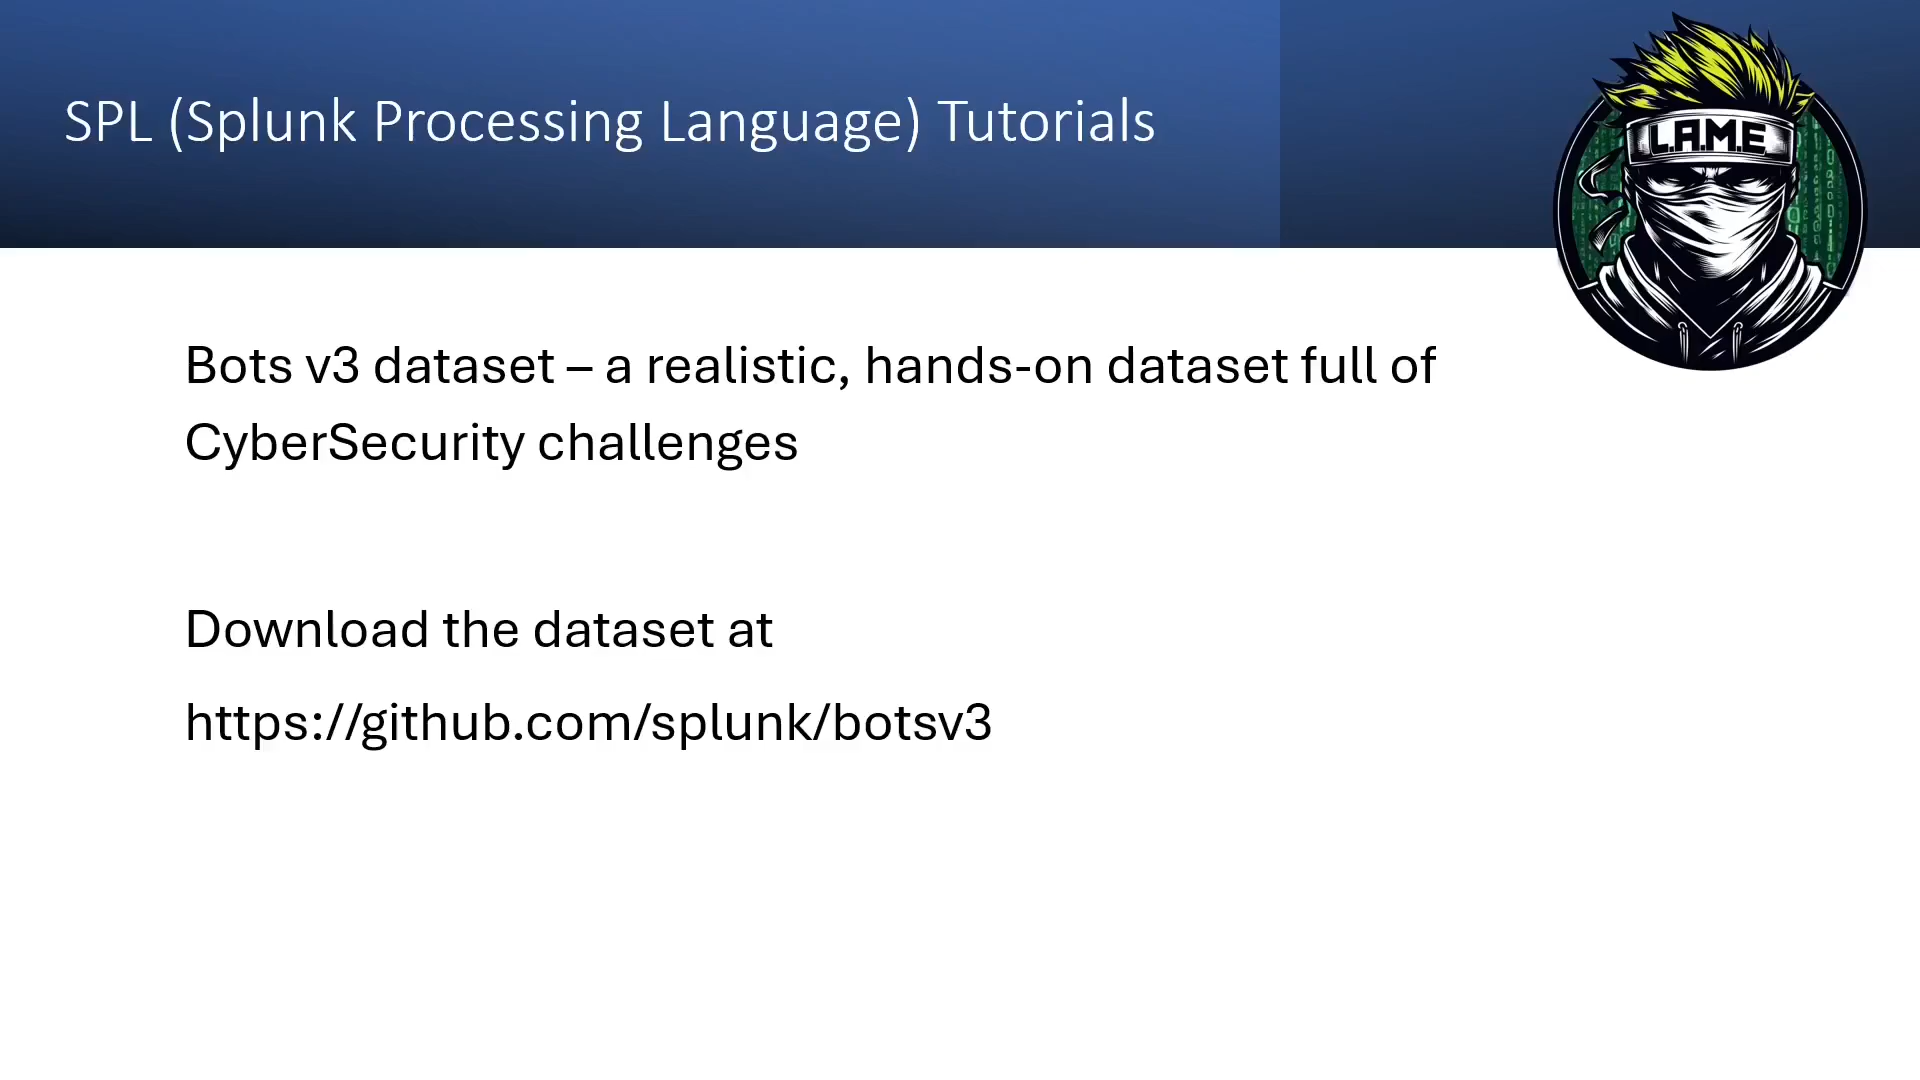 SPL (Splunk Processing Language) Tutorials
L.A.M.E
Bots v3 dataset – a realistic, hands-on dataset full of
CyberSecurity challenges
Download the dataset at
https://github.com/splunk/botsv3